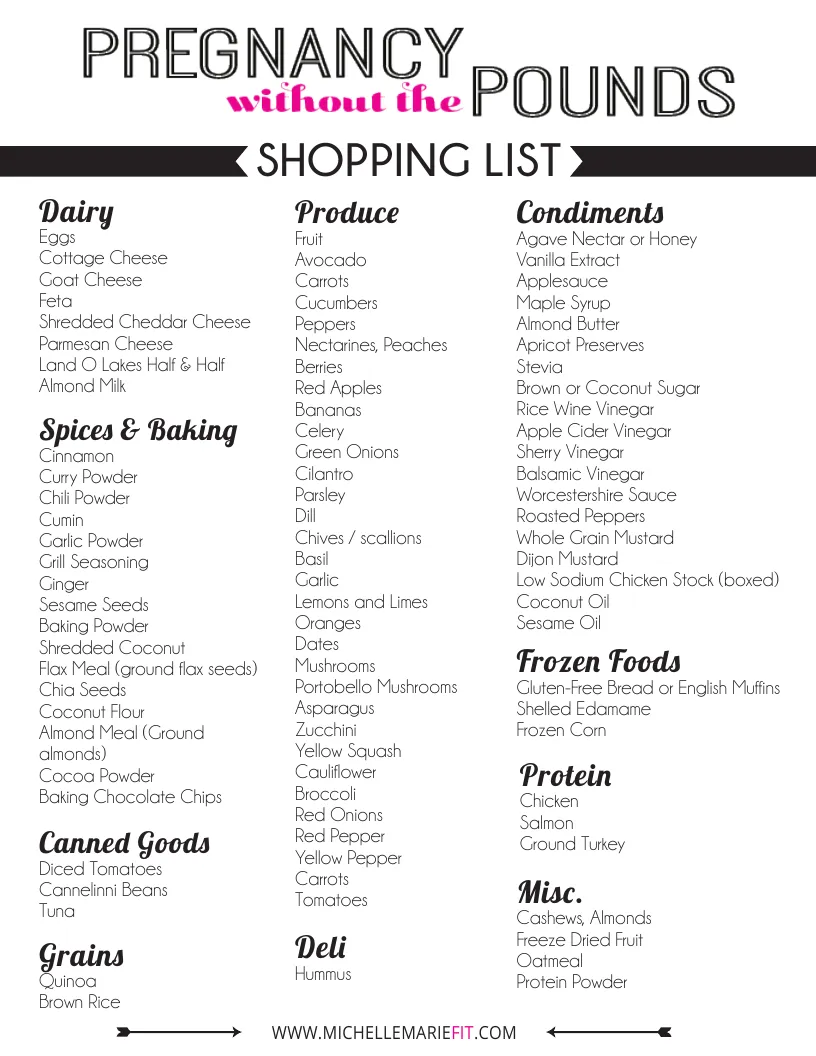 PREGNANCY
without the POUNDS
SHOPPING LIST
Dairy
Eggs
Cottage Cheese
Goat Cheese
Feta
Shredded Cheddar Cheese
Parmesan Cheese
Land O Lakes Half & Half
Almond Milk
Spices & Baking
Cinnamon
Curry Powder
Chili Powder
Cumin
Garlic Powder
Grill Seasoning
Ginger
Sesame Seeds
Baking Powder
Shredded Coconut
Flax Meal (ground flax seeds)
Chia Seeds
Coconut Flour
Almond Meal (Ground
almonds)
Cocoa Powder
Baking Chocolate Chips
Canned Goods
Diced Tomatoes
Cannelinni Beans
Tuna
Grains
Quinoa
Brown Rice
Produce
Fruit
Avocado
Carrots
Cucumbers
Peppers
Nectarines, Peaches
Berries
Red Apples
Bananas
Celery
Green Onions
Cilantro
Parsley
Dill
Chives / scallions
Basil
Garlic
Lemons and Limes
Oranges
Dates
Mushrooms
Portobello Mushrooms
Asparagus
Zucchini
Yellow Squash
Cauliflower
Broccoli
Red Onions
Red Pepper
Yellow Pepper
Carrots
Tomatoes
Deli
Hummus
Condiments
Agave Nectar or Honey
Vanilla Extract
Applesauce
Maple Syrup
Almond Butter
Apricot Preserves
Stevia
Brown or Coconut Sugar
Rice Wine Vinegar
Apple Cider Vinegar
Sherry Vinegar
Balsamic Vinegar
Worcestershire Sauce
Roasted Peppers
Whole Grain Mustard
Dijon Mustard
Low Sodium Chicken Stock (boxed)
Coconut Oil
Sesame Oil
Frozen Foods
Gluten-Free Bread or English Muffins
Shelled Edamame
Frozen Corn
Protein
Chicken
Salmon
Ground Turkey
Misc.
Cashews, Almonds
Freeze Dried Fruit
Oatmeal
Protein Powder
WWW.MICHELLEMARIEFIT.COM